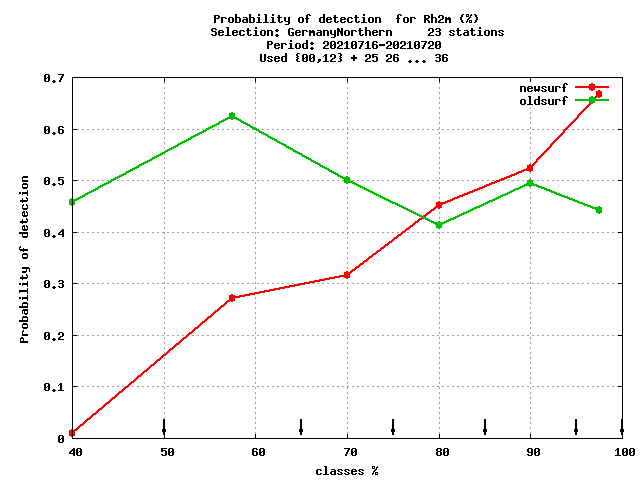 Probability of detection  for Rh2m (%)
Selection: GermanyNorthern     23 stations
Period: 20210716-20210720
Used {00,12} + 25 26 ... 36
newsurf
oldsurf
Probability of detection
0.7
0.6
0.5
0.4
0.3
0.2
0.1
0
40 50 60 70 80 90 100
classes %